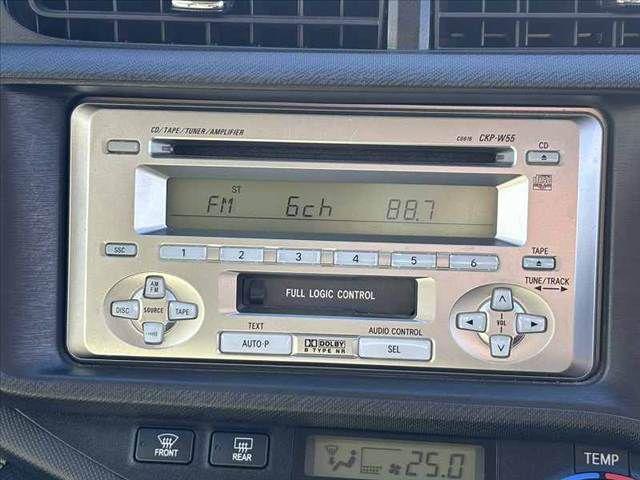 CD/TAPE/TUNER/AMPLIFIER
CKP-W55
CD
ST
FM 6ch 88.7
SSC
1 2 3 4 5 6
TAPE
TUNE/TRACK
FULL LOGIC CONTROL
AM
FM
DISC
SOURCE
TAPE
VOL
TEXT
AUTO·P
DOLBY
B TYPE NR
AUDIO CONTROL
SEL
FRONT
REAR
25.0
TEMP